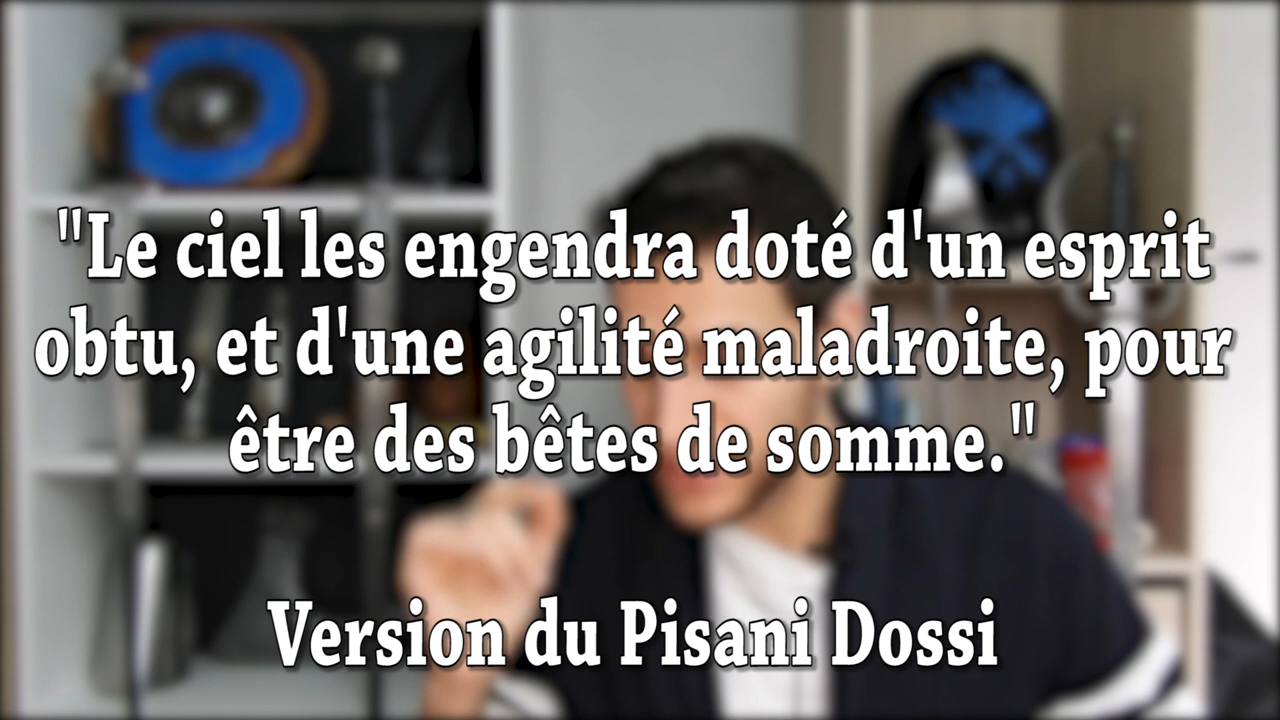 "Le ciel les engendra doté d'un esprit
obtu, et d'une agilité maladroite, pour
être des bêtes de somme."
Version du Pisani Dossi